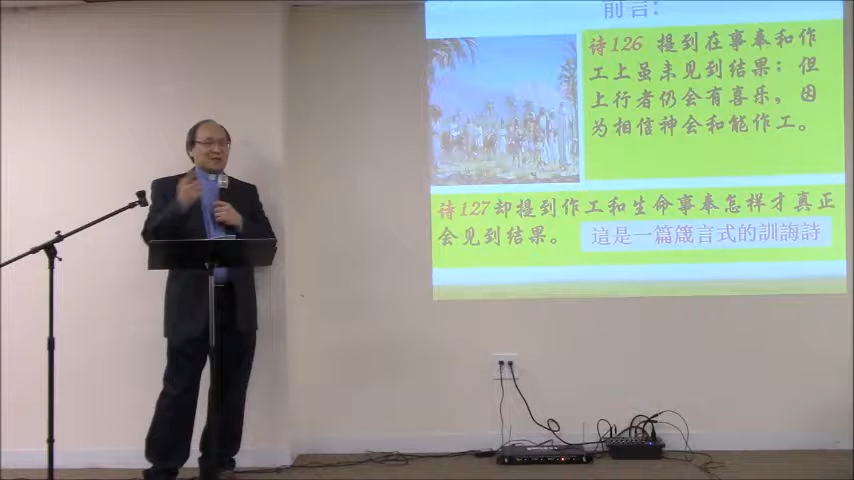 前言:
诗126 提到在事奉和作
工上虽未见到结果；但
上行者仍会有喜乐，因
为相信神会和能作工。
诗127却提到作工和生命事奉怎样才真正
会见到结果。
這是一篇箴言式的訓誨詩